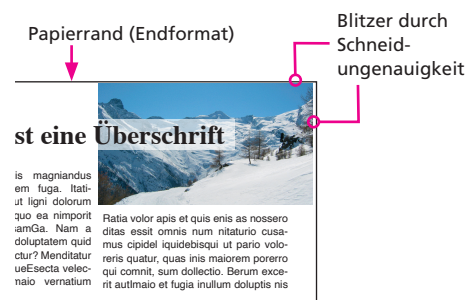 Papierrand (Endformat)
Blitzer durch
Schneid-
ungenauigkeit
st eine Überschrift
is magniandus
em fuga. Itati-
ut ligni dolorum
quo ea nimporit
amGa. Nam a
doluptatem quid
ctur? Menditatur
ueEsecta velec-
maio vernatium
Ratia volor apis et quis enis as nossero
ditas essit omnis num nitaturio cusa-
mus cipidel iquidebisqui ut pario volo-
reris quatur, quas inis maiorem porerro
qui comnit, sum dollectio. Berum exce-
rit autlmaio et fugia inullum doluptis nis